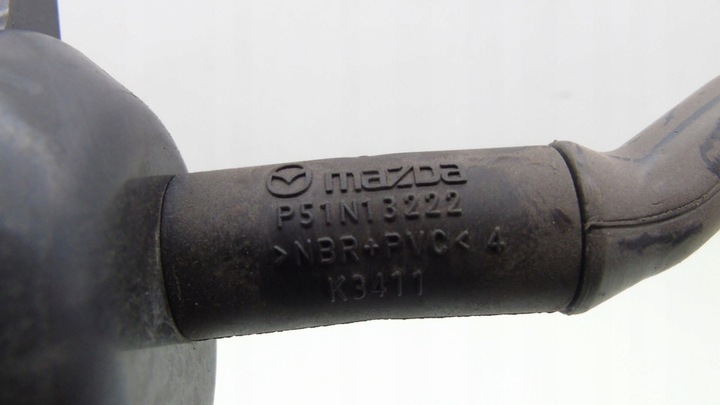 mazda
P51N13222
>NBR+PVC< 4
K3411